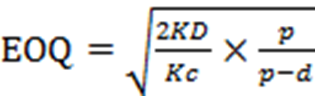 EOQ = √(2KD/Kc × p/(p−d))